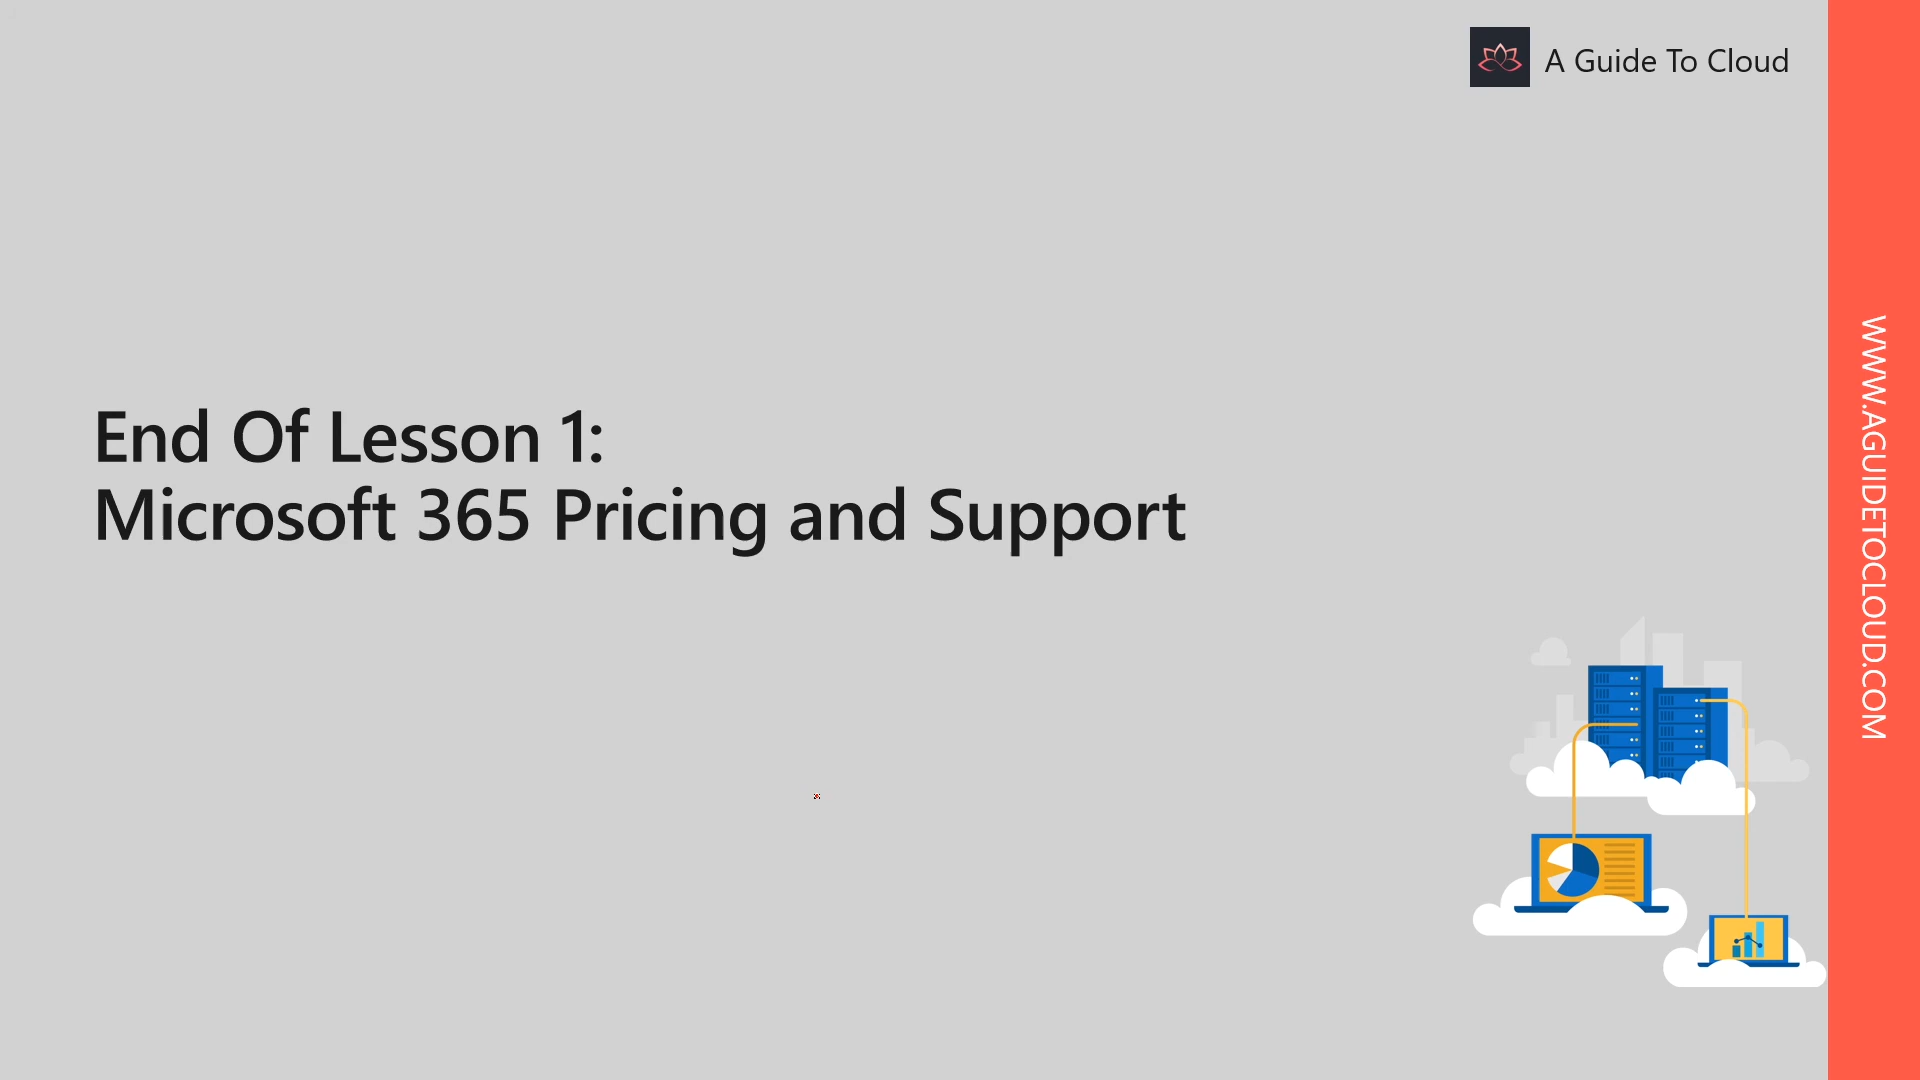 A Guide To Cloud
End Of Lesson 1:
Microsoft 365 Pricing and Support
WWW.AGUIDETOCLOUD.COM